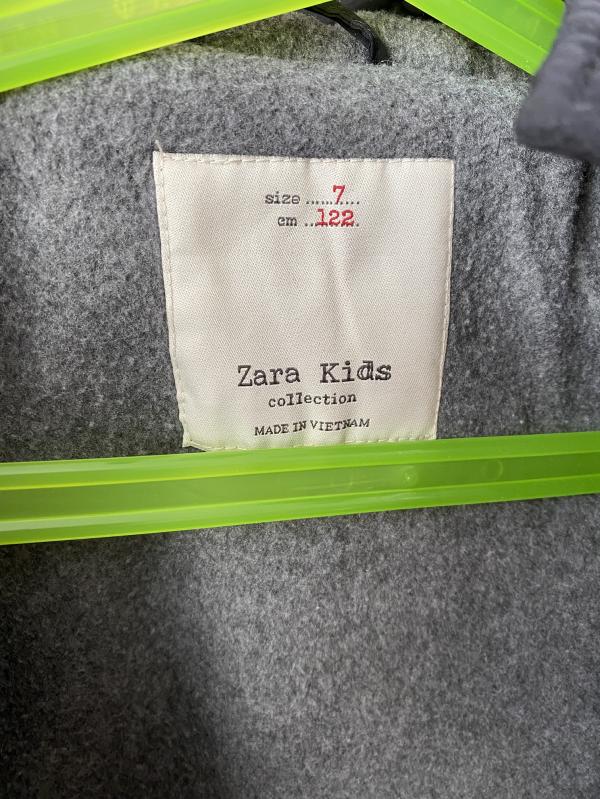 size ......7...
cm ..122.
Zara Kids
collection
MADE IN VIETNAM